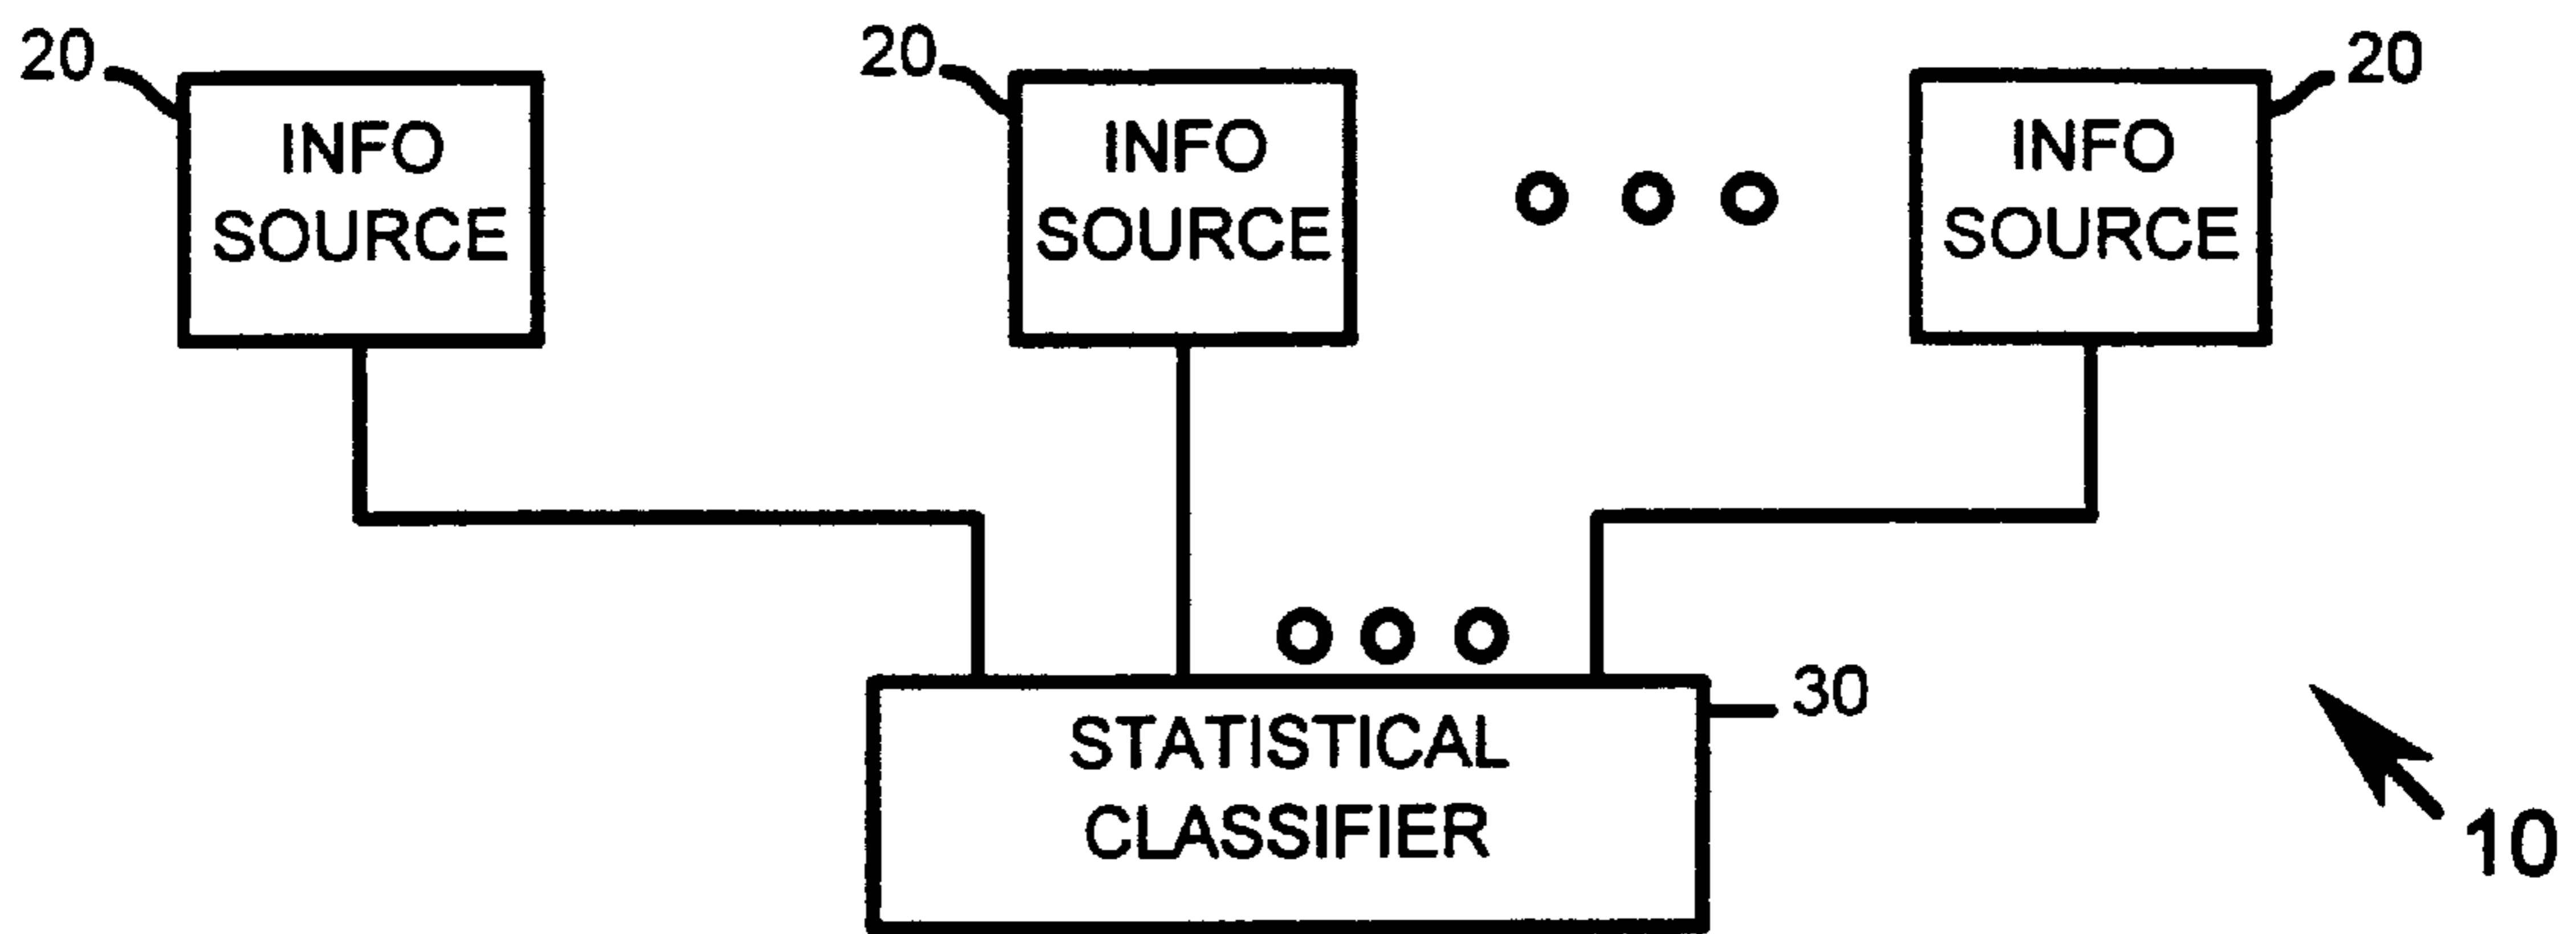 20
20
20
INFO
SOURCE
INFO
SOURCE
INFO
SOURCE
30
STATISTICAL
CLASSIFIER
10